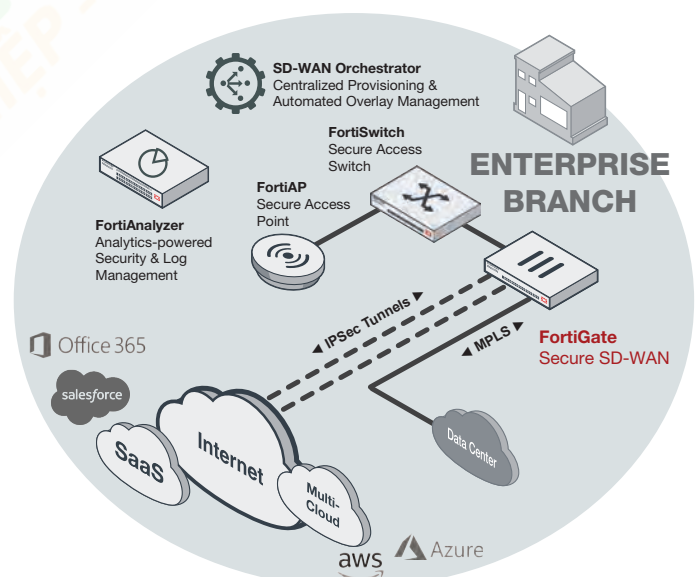 SD-WAN Orchestrator
Centralized Provisioning &
Automated Overlay Management
FortiSwitch
Secure Access
Switch
ENTERPRISE
BRANCH
FortiAP
Secure Access
Point
FortiAnalyzer
Analytics-powered
Security & Log
Management
◄ IPSec Tunnels ►
◄ MPLS ►
FortiGate
Secure SD-WAN
Office 365
salesforce
SaaS
Internet
Multi-
Cloud
Data Center
aws
Azure